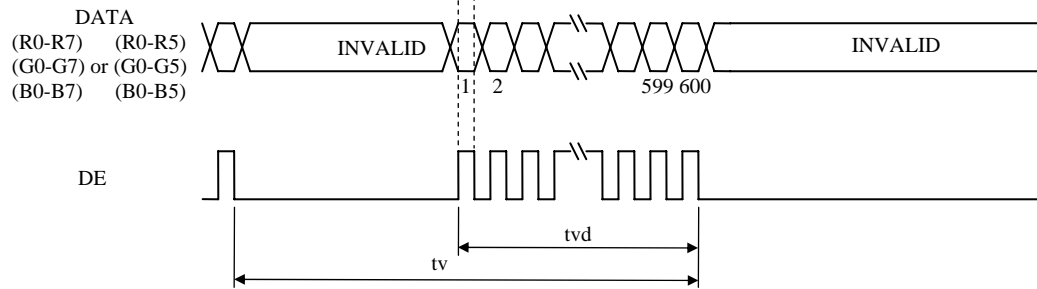 DATA
(R0-R7) (R0-R5)
(G0-G7) or (G0-G5)
(B0-B7) (B0-B5)
INVALID
INVALID
1 2 599 600
DE
tvd
tv